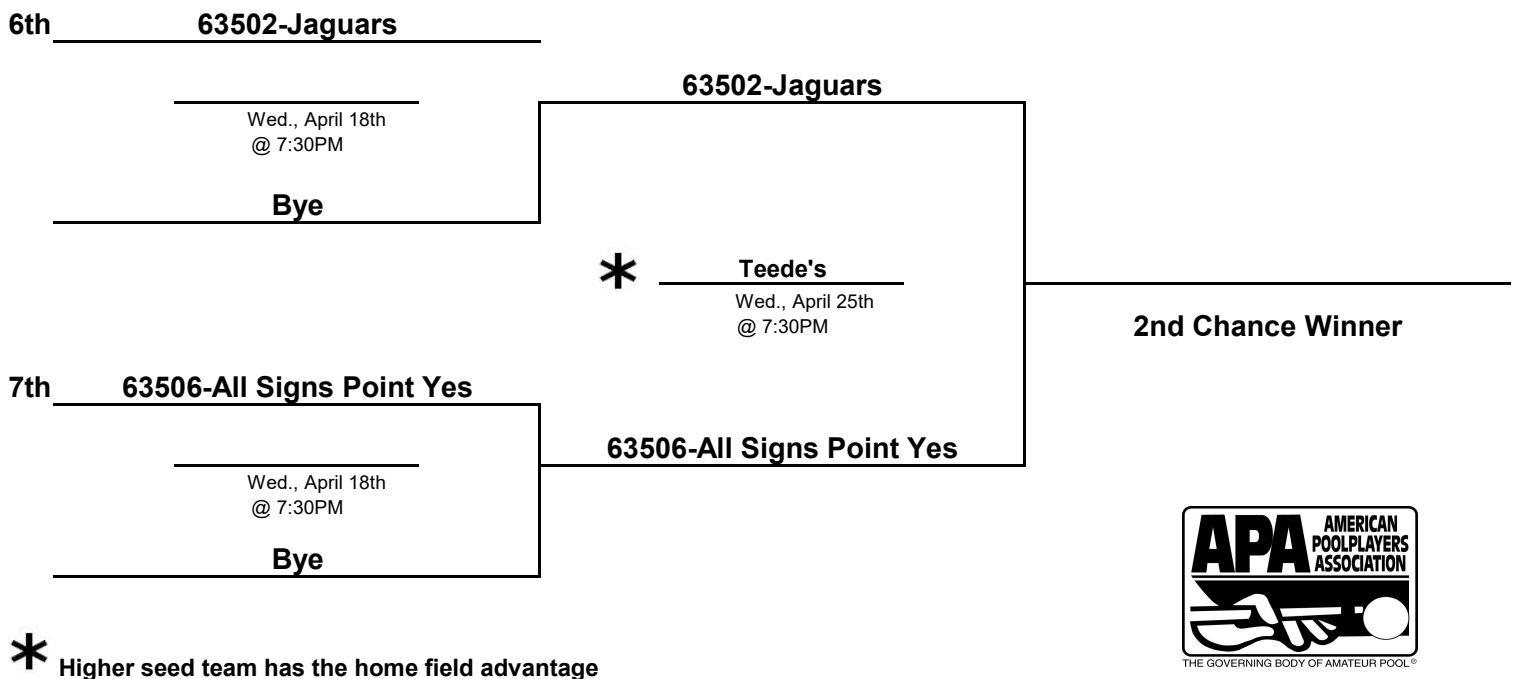 6th 63502-Jaguars
63502-Jaguars
Wed., April 18th
@ 7:30PM
Bye
* Teede's
Wed., April 25th
@ 7:30PM
2nd Chance Winner
7th 63506-All Signs Point Yes
63506-All Signs Point Yes
Wed., April 18th
@ 7:30PM
Bye
APA AMERICAN
POOLPLAYERS
ASSOCIATION
THE GOVERNING BODY OF AMATEUR POOL®
* Higher seed team has the home field advantage